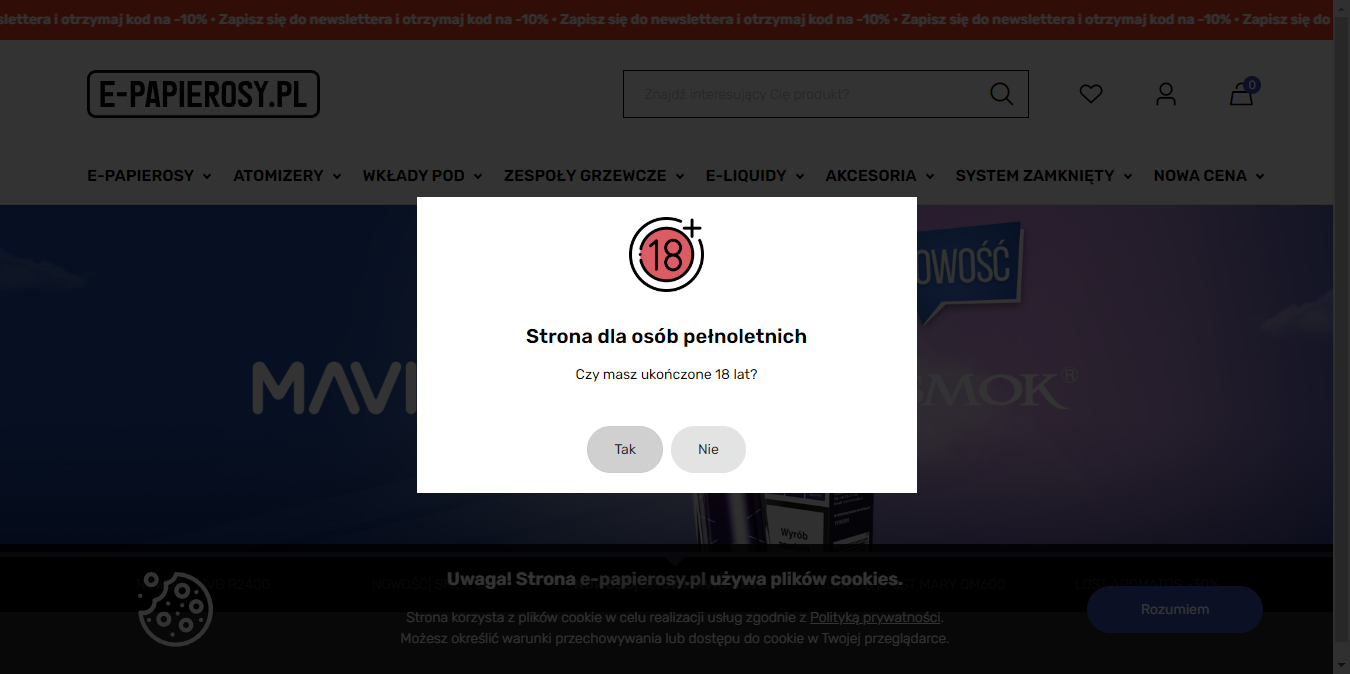 slettera i otrzymaj kod na -10% • Zapisz się do newslettera i otrzymaj kod na -10% • Zapisz się do newslettera i otrzymaj kod na -10% • Zapisz się do newslettera i otrzymaj kod na -10% • Zapisz się do
E-PAPIEROSY.PL
Znajdź interesujący Cię produkt?
0
E-PAPIEROSY
ATOMIZERY
WKŁADY POD
ZESPOŁY GRZEWCZE
E-LIQUIDY
AKCESORIA
SYSTEM ZAMKNIĘTY
NOWA CENA
18+
OWOŚĆ
Strona dla osób pełnoletnich
Czy masz ukończone 18 lat?
MAVI
SMOK®
Tak
Nie
Wyrób
Uwaga! Strona e-papierosy.pl używa plików cookies.
Strona korzysta z plików cookie w celu realizacji usług zgodnie z Polityką prywatności.
Możesz określić warunki przechowywania lub dostępu do cookie w Twojej przeglądarce.
Rozumiem